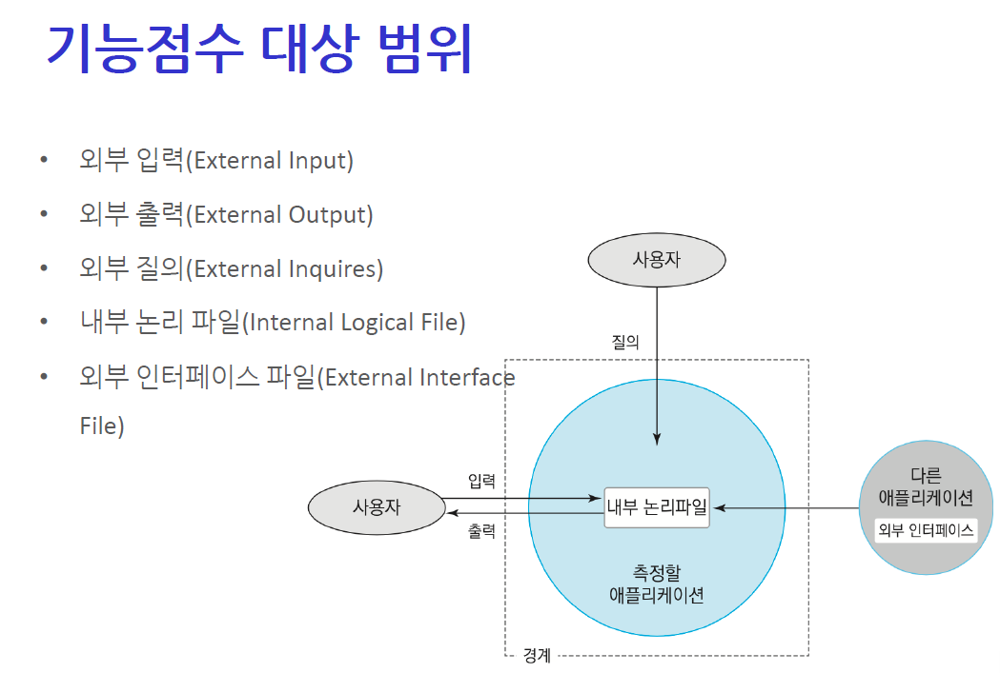 기능점수 대상 범위
• 외부 입력(External Input)
• 외부 출력(External Output)
• 외부 질의(External Inquires)
• 내부 논리 파일(Internal Logical File)
• 외부 인터페이스 파일(External Interface
File)
사용자
질의
입력
사용자
출력
내부 논리파일
측정할
애플리케이션
다른
애플리케이션
외부 인터페이스
경계